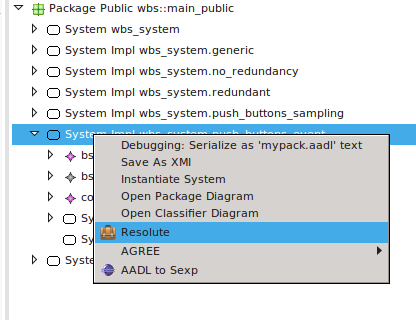 Package Public wbs::main_public
System wbs_system
System Impl wbs_system.generic
System Impl wbs_system.no_redundancy
System Impl wbs_system.redundant
System Impl wbs_system.push_buttons_sampling
System Impl wbs_system.push_buttons_event
bs
bs
co
Sy
Sy
Syste
Debugging: Serialize as 'mypack.aadl' text
Save As XMI
Instantiate System
Open Package Diagram
Open Classifier Diagram
Resolute
AGREE
AADL to Sexp